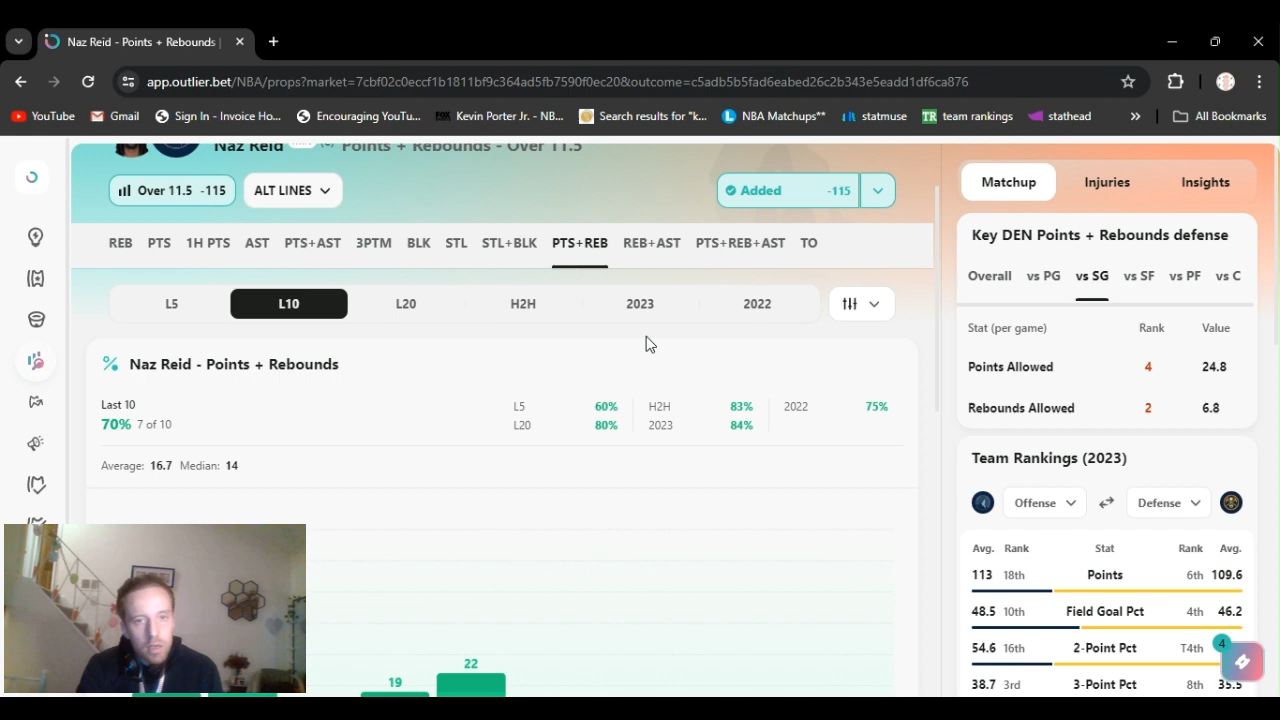 Naz Reid - Points + Rebounds |
app.outlier.bet/NBA/props?market=7cbf02c0eccf1b1811bf9c364ad5fb7590f0ec20&outcome=c5adb5b5fad6eabed26c2b343e5eadd1df6ca876
YouTube Gmail Sign In - Invoice Ho... Encouraging YouTu... Kevin Porter Jr. - NB... Search results for "k... NBA Matchups** statmuse team rankings stathead » All Bookmarks
Naz Reid Points + Rebounds - Over 11.5
Over 11.5 -115 ALT LINES Added -115
REB PTS 1H PTS AST PTS+AST 3PTM BLK STL STL+BLK PTS+REB REB+AST PTS+REB+AST TO
L5 L10 L20 H2H 2023 2022
Naz Reid - Points + Rebounds
Last 10
70% 7 of 10
L5 60% H2H 83% 2022 75%
L20 80% 2023 84%
Average: 16.7 Median: 14
19
22
Matchup Injuries Insights
Key DEN Points + Rebounds defense
Overall vs PG vs SG vs SF vs PF vs C
Stat (per game) Rank Value
Points Allowed 4 24.8
Rebounds Allowed 2 6.8
Team Rankings (2023)
Offense Defense
Avg. Rank Stat Rank Avg.
113 18th Points 6th 109.6
48.5 10th Field Goal Pct 4th 46.2
54.6 16th 2-Point Pct T4th
4
38.7 3rd 3-Point Pct 8th 35.5